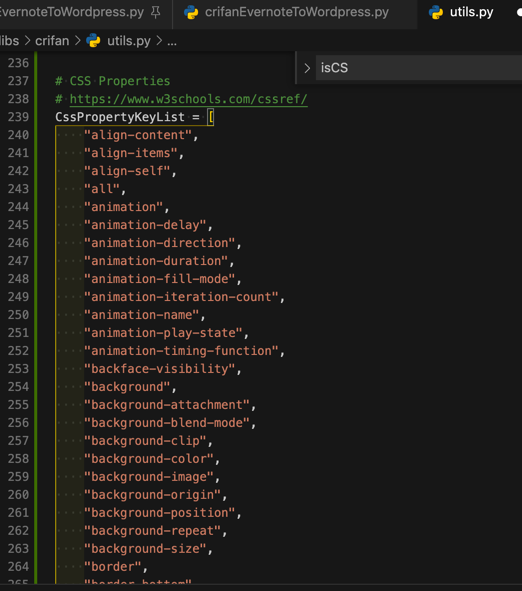 EvernoteToWordpress.py crifanEvernoteToWordpress.py utils.py
libs > crifan > utils.py > ...
isCS
236
237 # CSS Properties
238 # https://www.w3schools.com/cssref/
239 CssPropertyKeyList = [
240 "align-content",
241 "align-items",
242 "align-self",
243 "all",
244 "animation",
245 "animation-delay",
246 "animation-direction",
247 "animation-duration",
248 "animation-fill-mode",
249 "animation-iteration-count",
250 "animation-name",
251 "animation-play-state",
252 "animation-timing-function",
253 "backface-visibility",
254 "background",
255 "background-attachment",
256 "background-blend-mode",
257 "background-clip",
258 "background-color",
259 "background-image",
260 "background-origin",
261 "background-position",
262 "background-repeat",
263 "background-size",
264 "border",
265 "border-bottom"